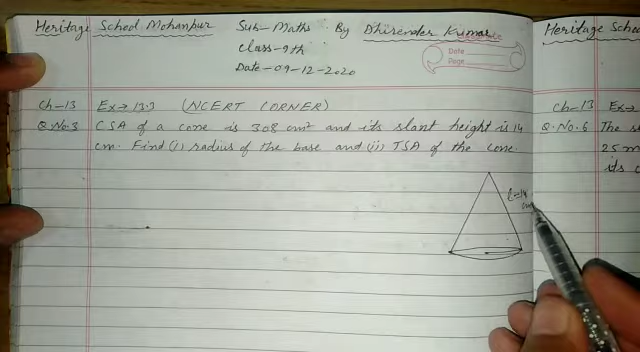 Heritage School Mohanpur Sub- Maths By Dhirender Kumar
Class-9th
Date-09-12-2020
Date
Page
Ch-13 Ex→13.3 (NCERT CORNER)
Q.No.3 CSA of a cone is 308 cm² and its slant height is 14
cm. Find (i) radius of the base and (ii) TSA of the cone.
l=14
cm
Heritage Schoo
Ch-13 Ex→
Q.No.6 The s
25 m
its c